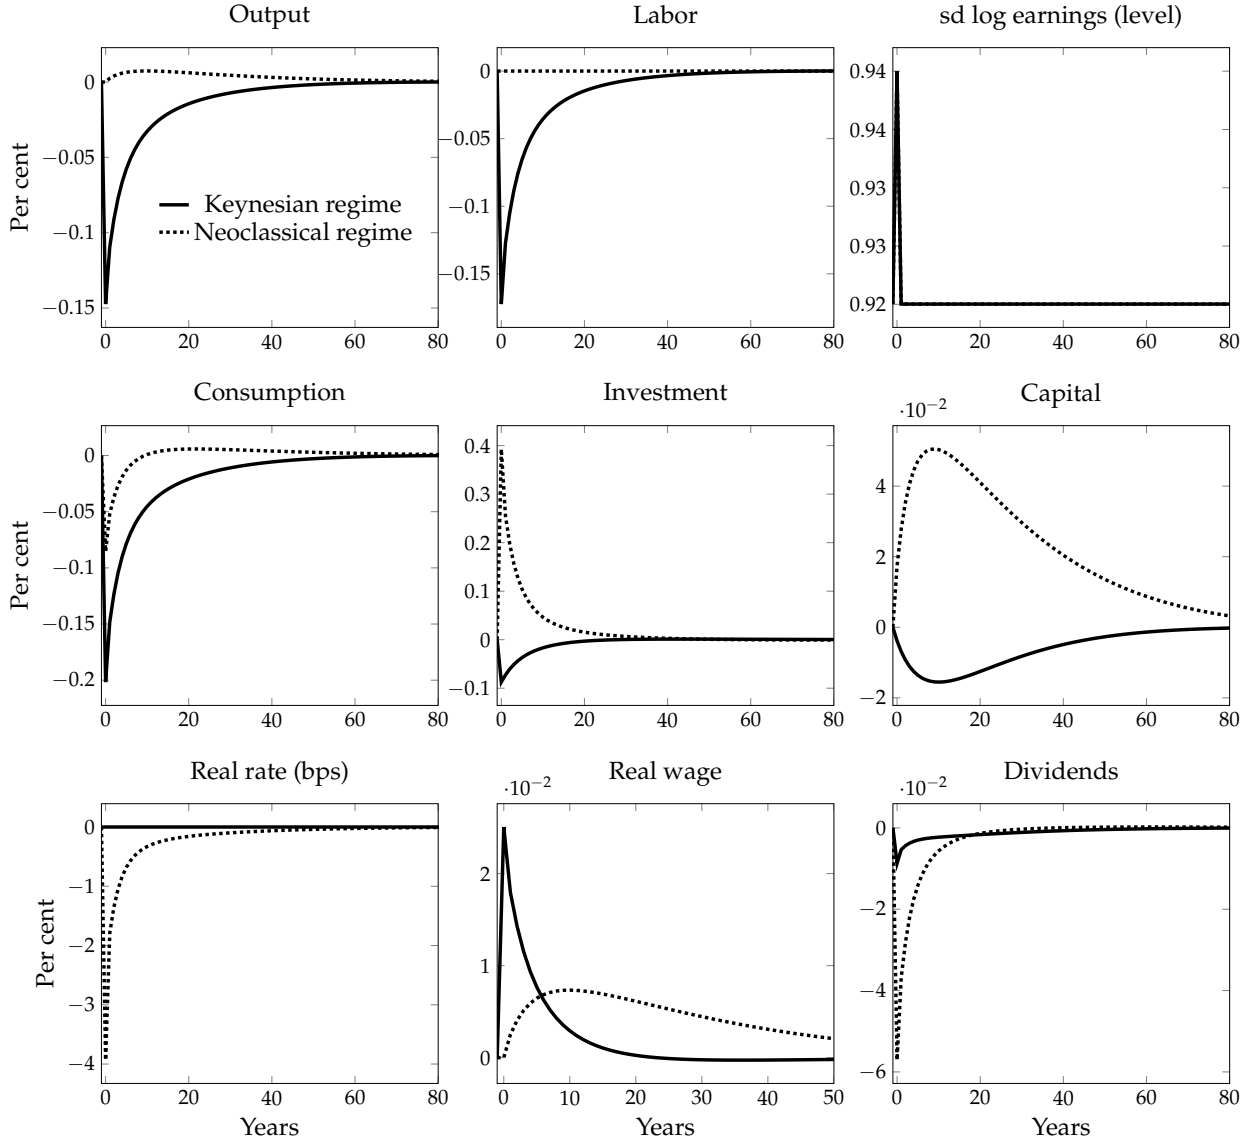 Output
Labor
sd log earnings (level)
0
−0.05
−0.1
−0.15
0 20 40 60 80
Per cent
Keynesian regime
Neoclassical regime
0
−0.05
−0.1
−0.15
0 20 40 60 80
0.94
0.94
0.93
0.93
0.92
0 20 40 60 80
Consumption
Investment
Capital
0
−0.05
−0.1
−0.15
−0.2
0 20 40 60 80
Per cent
0.4
0.3
0.2
0.1
0
−0.1
0 20 40 60 80
·10−2
4
2
0
−2
0 20 40 60 80
Real rate (bps)
Real wage
Dividends
0
−1
−2
−3
−4
0 20 40 60 80
Per cent
Years
·10−2
2
1
0
0 10 20 30 40 50
Years
·10−2
0
−2
−4
−6
0 20 40 60 80
Years